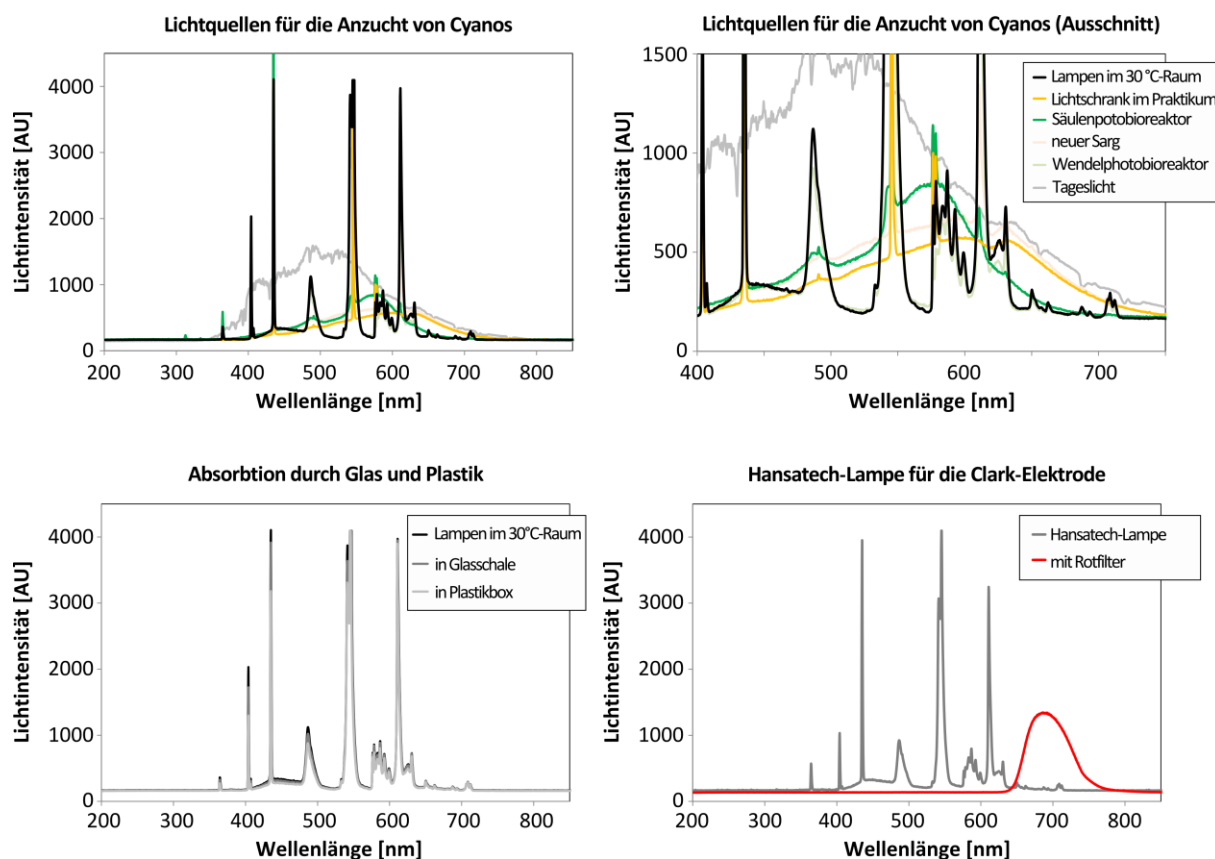 Lichtquellen für die Anzucht von Cyanos
Lichtintensität [AU]
4000
3000
2000
1000
0
200 300 400 500 600 700 800
Wellenlänge [nm]
Lichtquellen für die Anzucht von Cyanos (Ausschnitt)
Lichtintensität [AU]
1500
1000
500
0
400 500 600 700
Wellenlänge [nm]
Lampen im 30 °C-Raum
Lichtschrank im Praktikum
Säulenpotobioreaktor
neuer Sarg
Wendelphotobioreaktor
Tageslicht
Absorbtion durch Glas und Plastik
Lichtintensität [AU]
4000
3000
2000
1000
0
200 300 400 500 600 700 800
Wellenlänge [nm]
Lampen im 30°C-Raum
in Glasschale
in Plastikbox
Hansatech-Lampe für die Clark-Elektrode
Lichtintensität [AU]
4000
3000
2000
1000
0
200 300 400 500 600 700 800
Wellenlänge [nm]
Hansatech-Lampe
mit Rotfilter